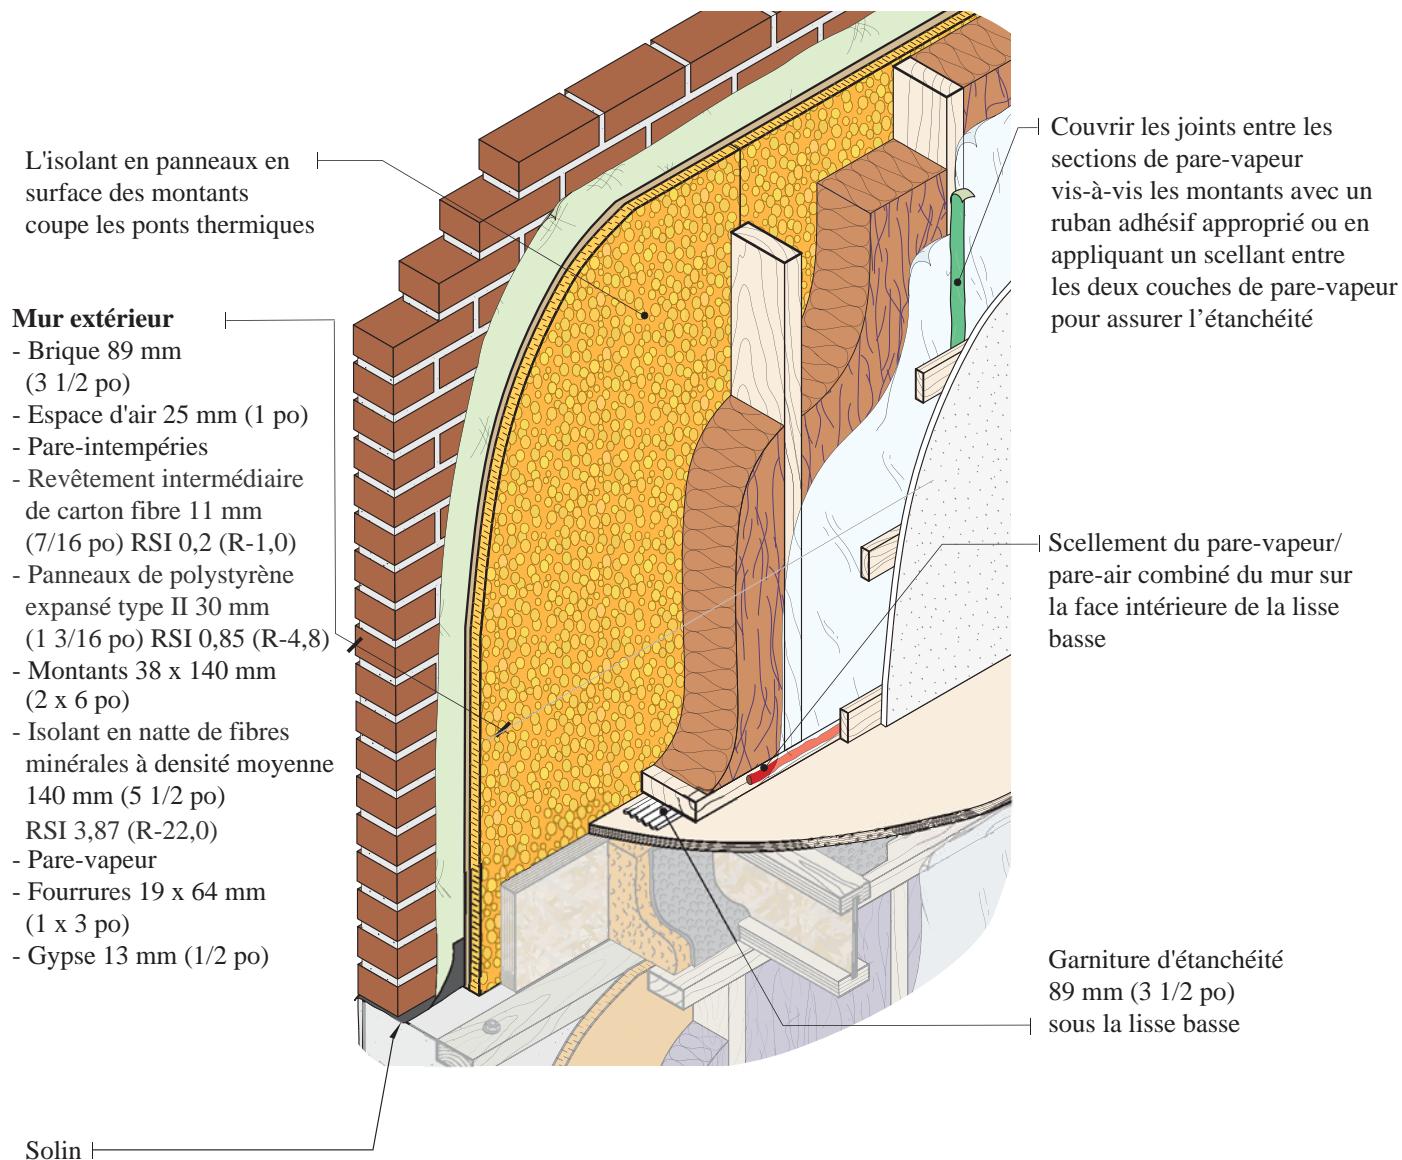 L'isolant en panneaux en
surface des montants
coupe les ponts thermiques
Mur extérieur
- Brique 89 mm
(3 1/2 po)
- Espace d'air 25 mm (1 po)
- Pare-intempéries
- Revêtement intermédiaire
de carton fibre 11 mm
(7/16 po) RSI 0,2 (R-1,0)
- Panneaux de polystyrène
expansé type II 30 mm
(1 3/16 po) RSI 0,85 (R-4,8)
- Montants 38 x 140 mm
(2 x 6 po)
- Isolant en natte de fibres
minérales à densité moyenne
140 mm (5 1/2 po)
RSI 3,87 (R-22,0)
- Pare-vapeur
- Fourrures 19 x 64 mm
(1 x 3 po)
- Gypse 13 mm (1/2 po)
Solin
Couvrir les joints entre les
sections de pare-vapeur
vis-à-vis les montants avec un
ruban adhésif approprié ou en
appliquant un scellant entre
les deux couches de pare-vapeur
pour assurer l’étanchéité
Scellement du pare-vapeur/
pare-air combiné du mur sur
la face intérieure de la lisse
basse
Garniture d'étanchéité
89 mm (3 1/2 po)
sous la lisse basse